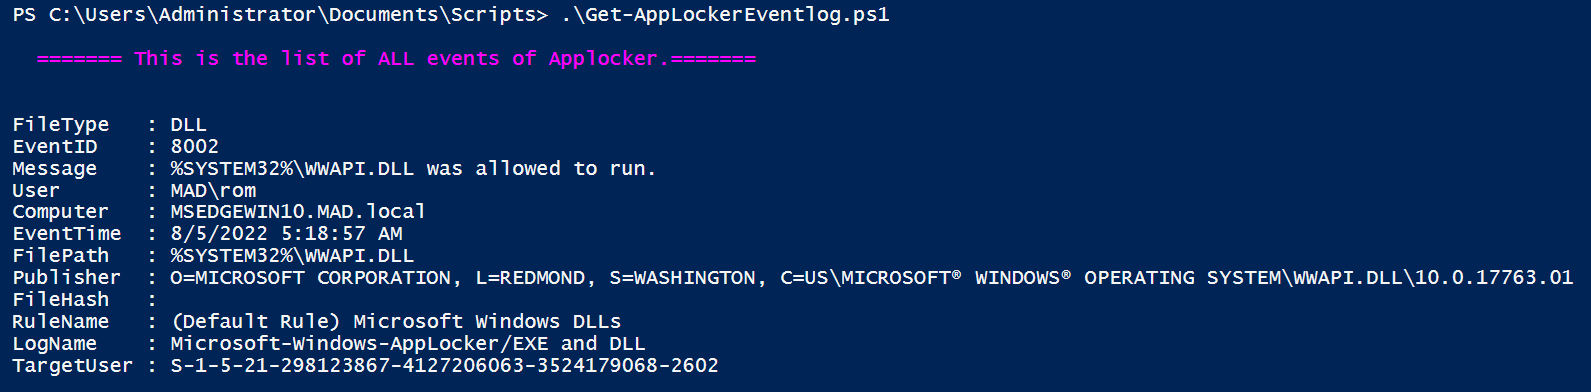 PS C:\Users\Administrator\Documents\Scripts> .\Get-AppLockerEventlog.ps1
======= This is the list of ALL events of Applocker.=======
FileType   : DLL
EventID    : 8002
Message    : %SYSTEM32%\WWAPI.DLL was allowed to run.
User       : MAD\rom
Computer   : MSEDGEWIN10.MAD.local
EventTime  : 8/5/2022 5:18:57 AM
FilePath   : %SYSTEM32%\WWAPI.DLL
Publisher  : O=MICROSOFT CORPORATION, L=REDMOND, S=WASHINGTON, C=US\MICROSOFT® WINDOWS® OPERATING SYSTEM\WWAPI.DLL\10.0.17763.01
FileHash   :
RuleName   : (Default Rule) Microsoft Windows DLLs
LogName    : Microsoft-Windows-AppLocker/EXE and DLL
TargetUser : S-1-5-21-298123867-4127206063-3524179068-2602